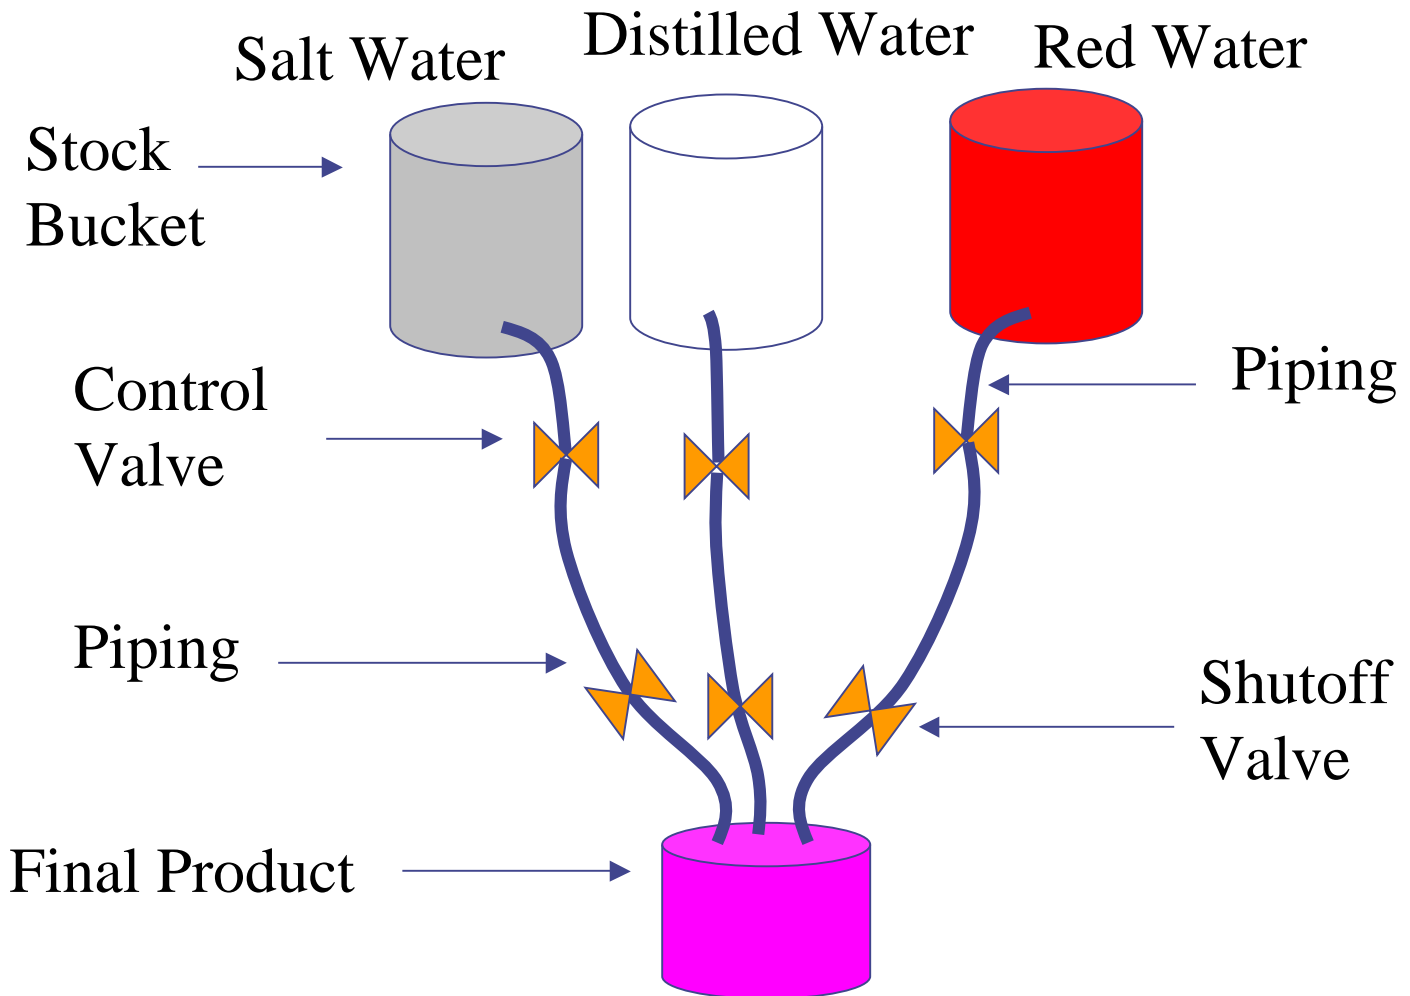 Salt Water
Distilled Water
Red Water
Stock
Bucket
Control
Valve
Piping
Piping
Shutoff
Valve
Final Product